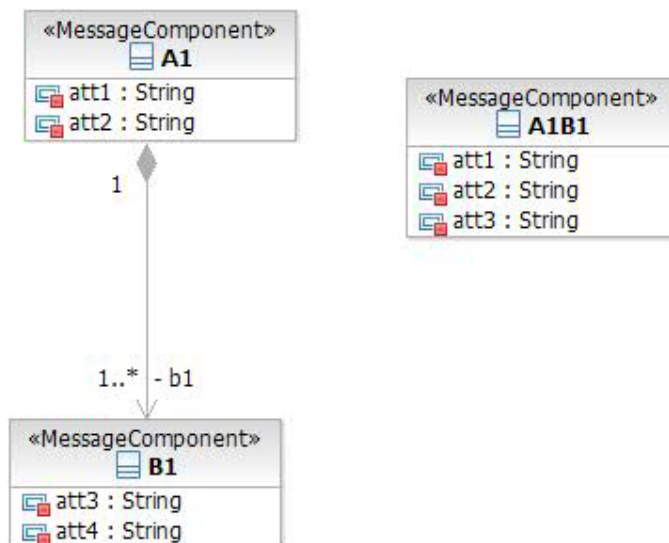 «MessageComponent»
A1
att1 : String
att2 : String
1
1..* - b1
«MessageComponent»
B1
att3 : String
att4 : String
«MessageComponent»
A1B1
att1 : String
att2 : String
att3 : String